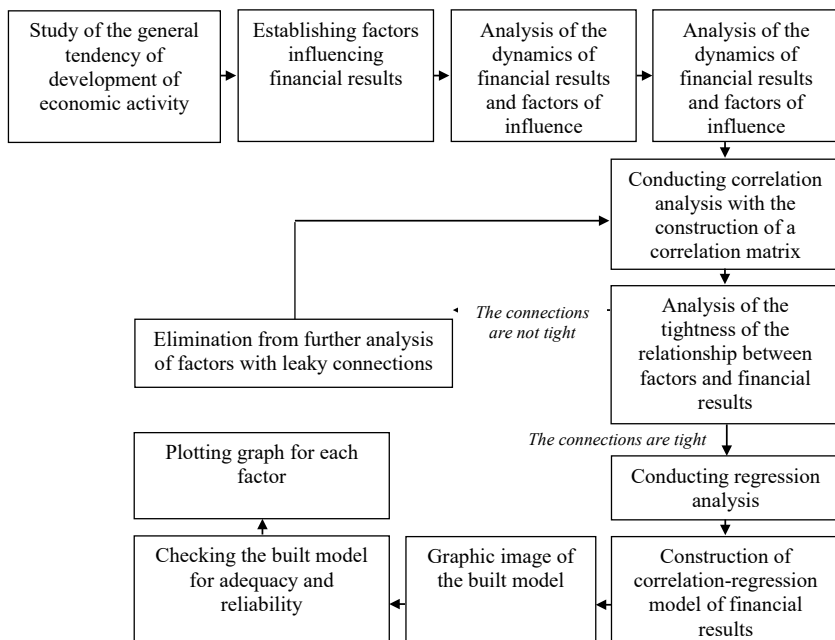 Study of the general
tendency of
development of
economic activity
Establishing factors
influencing
financial results
Analysis of the
dynamics of
financial results
and factors of
influence
Analysis of the
dynamics of
financial results
and factors of
influence
Conducting correlation
analysis with the
construction of a
correlation matrix
Analysis of the
tightness of the
relationship between
factors and financial
results
The connections
are not tight
Elimination from further analysis
of factors with leaky connections
The connections are tight
Conducting regression
analysis
Construction of
correlation-regression
model of financial
results
Graphic image of
the built model
Checking the built model
for adequacy and
reliability
Plotting graph for each
factor